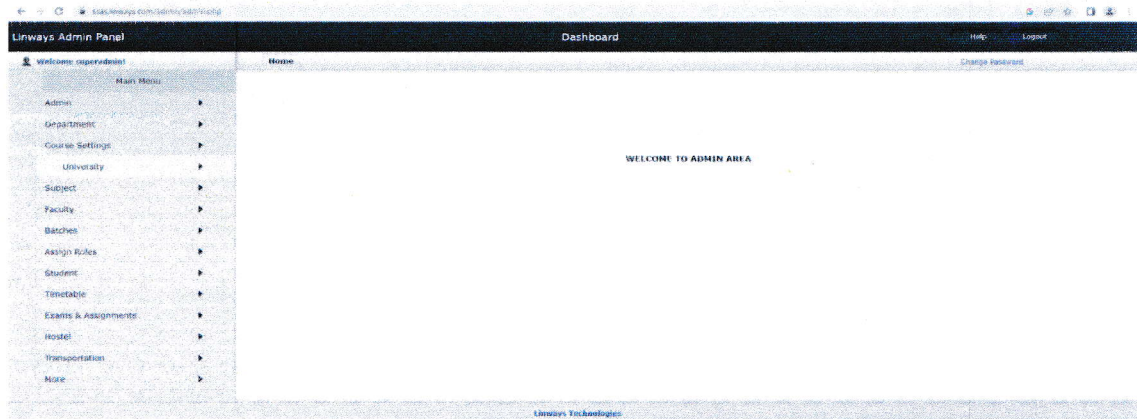 Linways Admin Panel Dashboard Help Logout
Welcome superadmin! Home Change Password
Main Menu
Admin
Department
Course Settings
University
WELCOME TO ADMIN AREA
Subject
Faculty
Batches
Assign Roles
Student
Timetable
Exams & Assignments
Hostel
Transportation
More
Linways Technologies